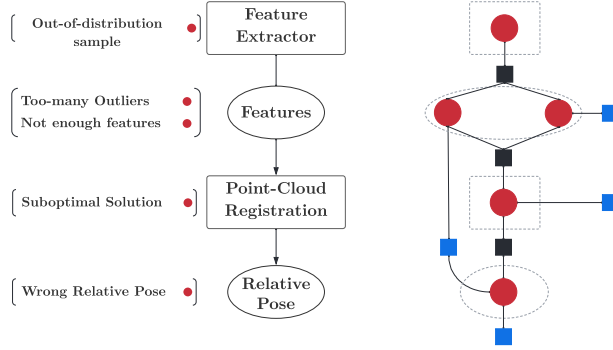 Out-of-distribution
sample
Feature
Extractor
Too-many Outliers
Not enough features
Features
Suboptimal Solution
Point-Cloud
Registration
Wrong Relative Pose
Relative
Pose